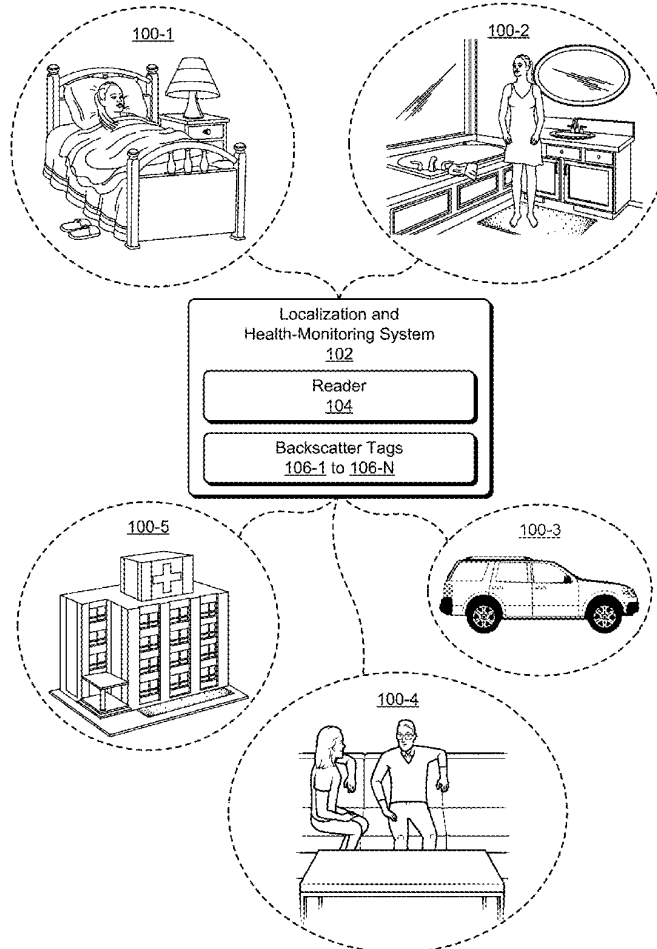 100-1
100-2
Localization and
Health-Monitoring System
102
Reader
104
Backscatter Tags
106-1 to 106-N
100-5
100-3
100-4